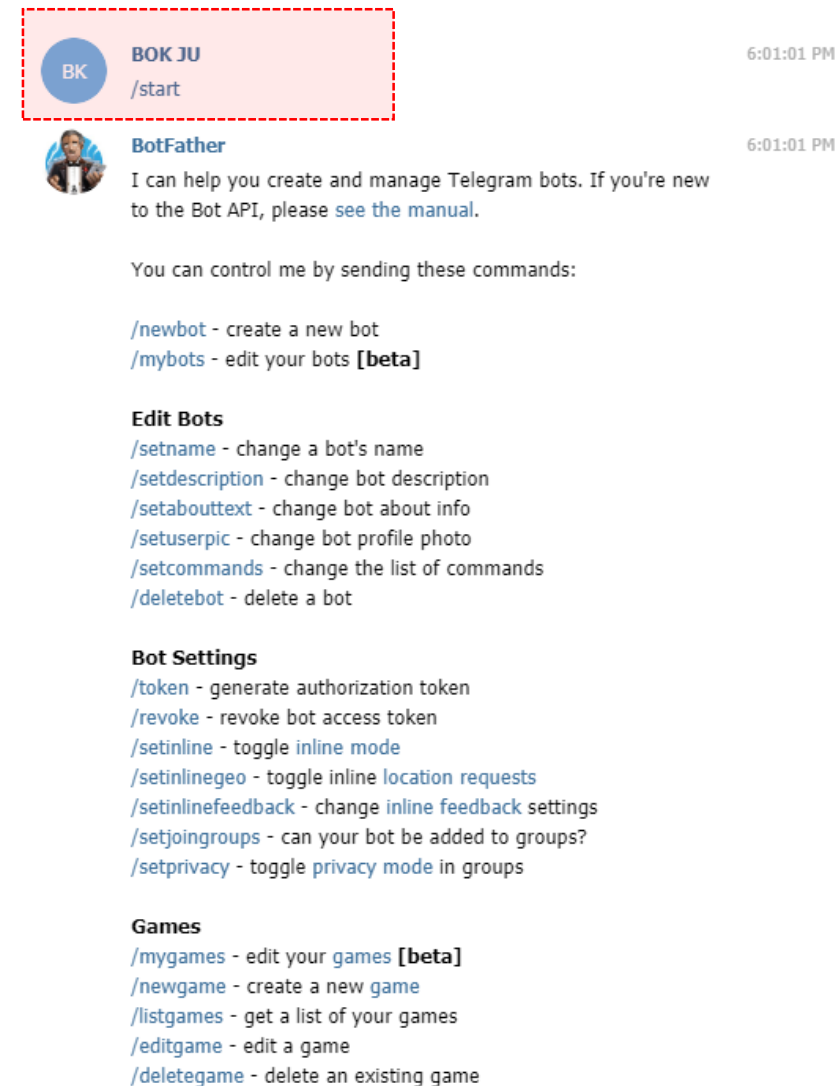 BK
BOK JU 6:01:01 PM
/start
BotFather 6:01:01 PM
I can help you create and manage Telegram bots. If you're new
to the Bot API, please see the manual.
You can control me by sending these commands:
/newbot - create a new bot
/mybots - edit your bots [beta]
Edit Bots
/setname - change a bot's name
/setdescription - change bot description
/setabouttext - change bot about info
/setuserpic - change bot profile photo
/setcommands - change the list of commands
/deletebot - delete a bot
Bot Settings
/token - generate authorization token
/revoke - revoke bot access token
/setinline - toggle inline mode
/setinlinegeo - toggle inline location requests
/setinlinefeedback - change inline feedback settings
/setjoingroups - can your bot be added to groups?
/setprivacy - toggle privacy mode in groups
Games
/mygames - edit your games [beta]
/newgame - create a new game
/listgames - get a list of your games
/editgame - edit a game
/deletegame - delete an existing game